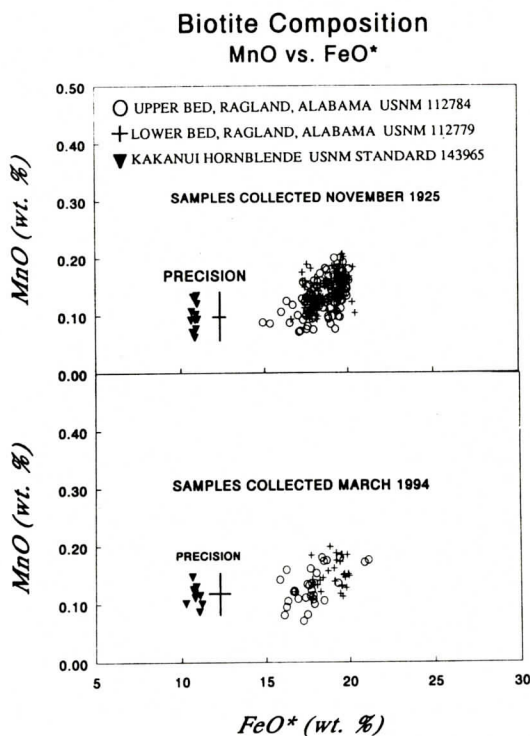 Biotite Composition
MnO vs. FeO*
0.50
○ UPPER BED, RAGLAND, ALABAMA USNM 112784
+ LOWER BED, RAGLAND, ALABAMA USNM 112779
▼ KAKANUI HORNBLENDE USNM STANDARD 143965
0.40
0.30
SAMPLES COLLECTED NOVEMBER 1925
MnO (wt. %)
0.20
PRECISION
0.10
0.00
0.40
0.30
SAMPLES COLLECTED MARCH 1994
MnO (wt. %)
0.20
PRECISION
0.10
0.00
5 10 15 20 25 30
FeO* (wt. %)